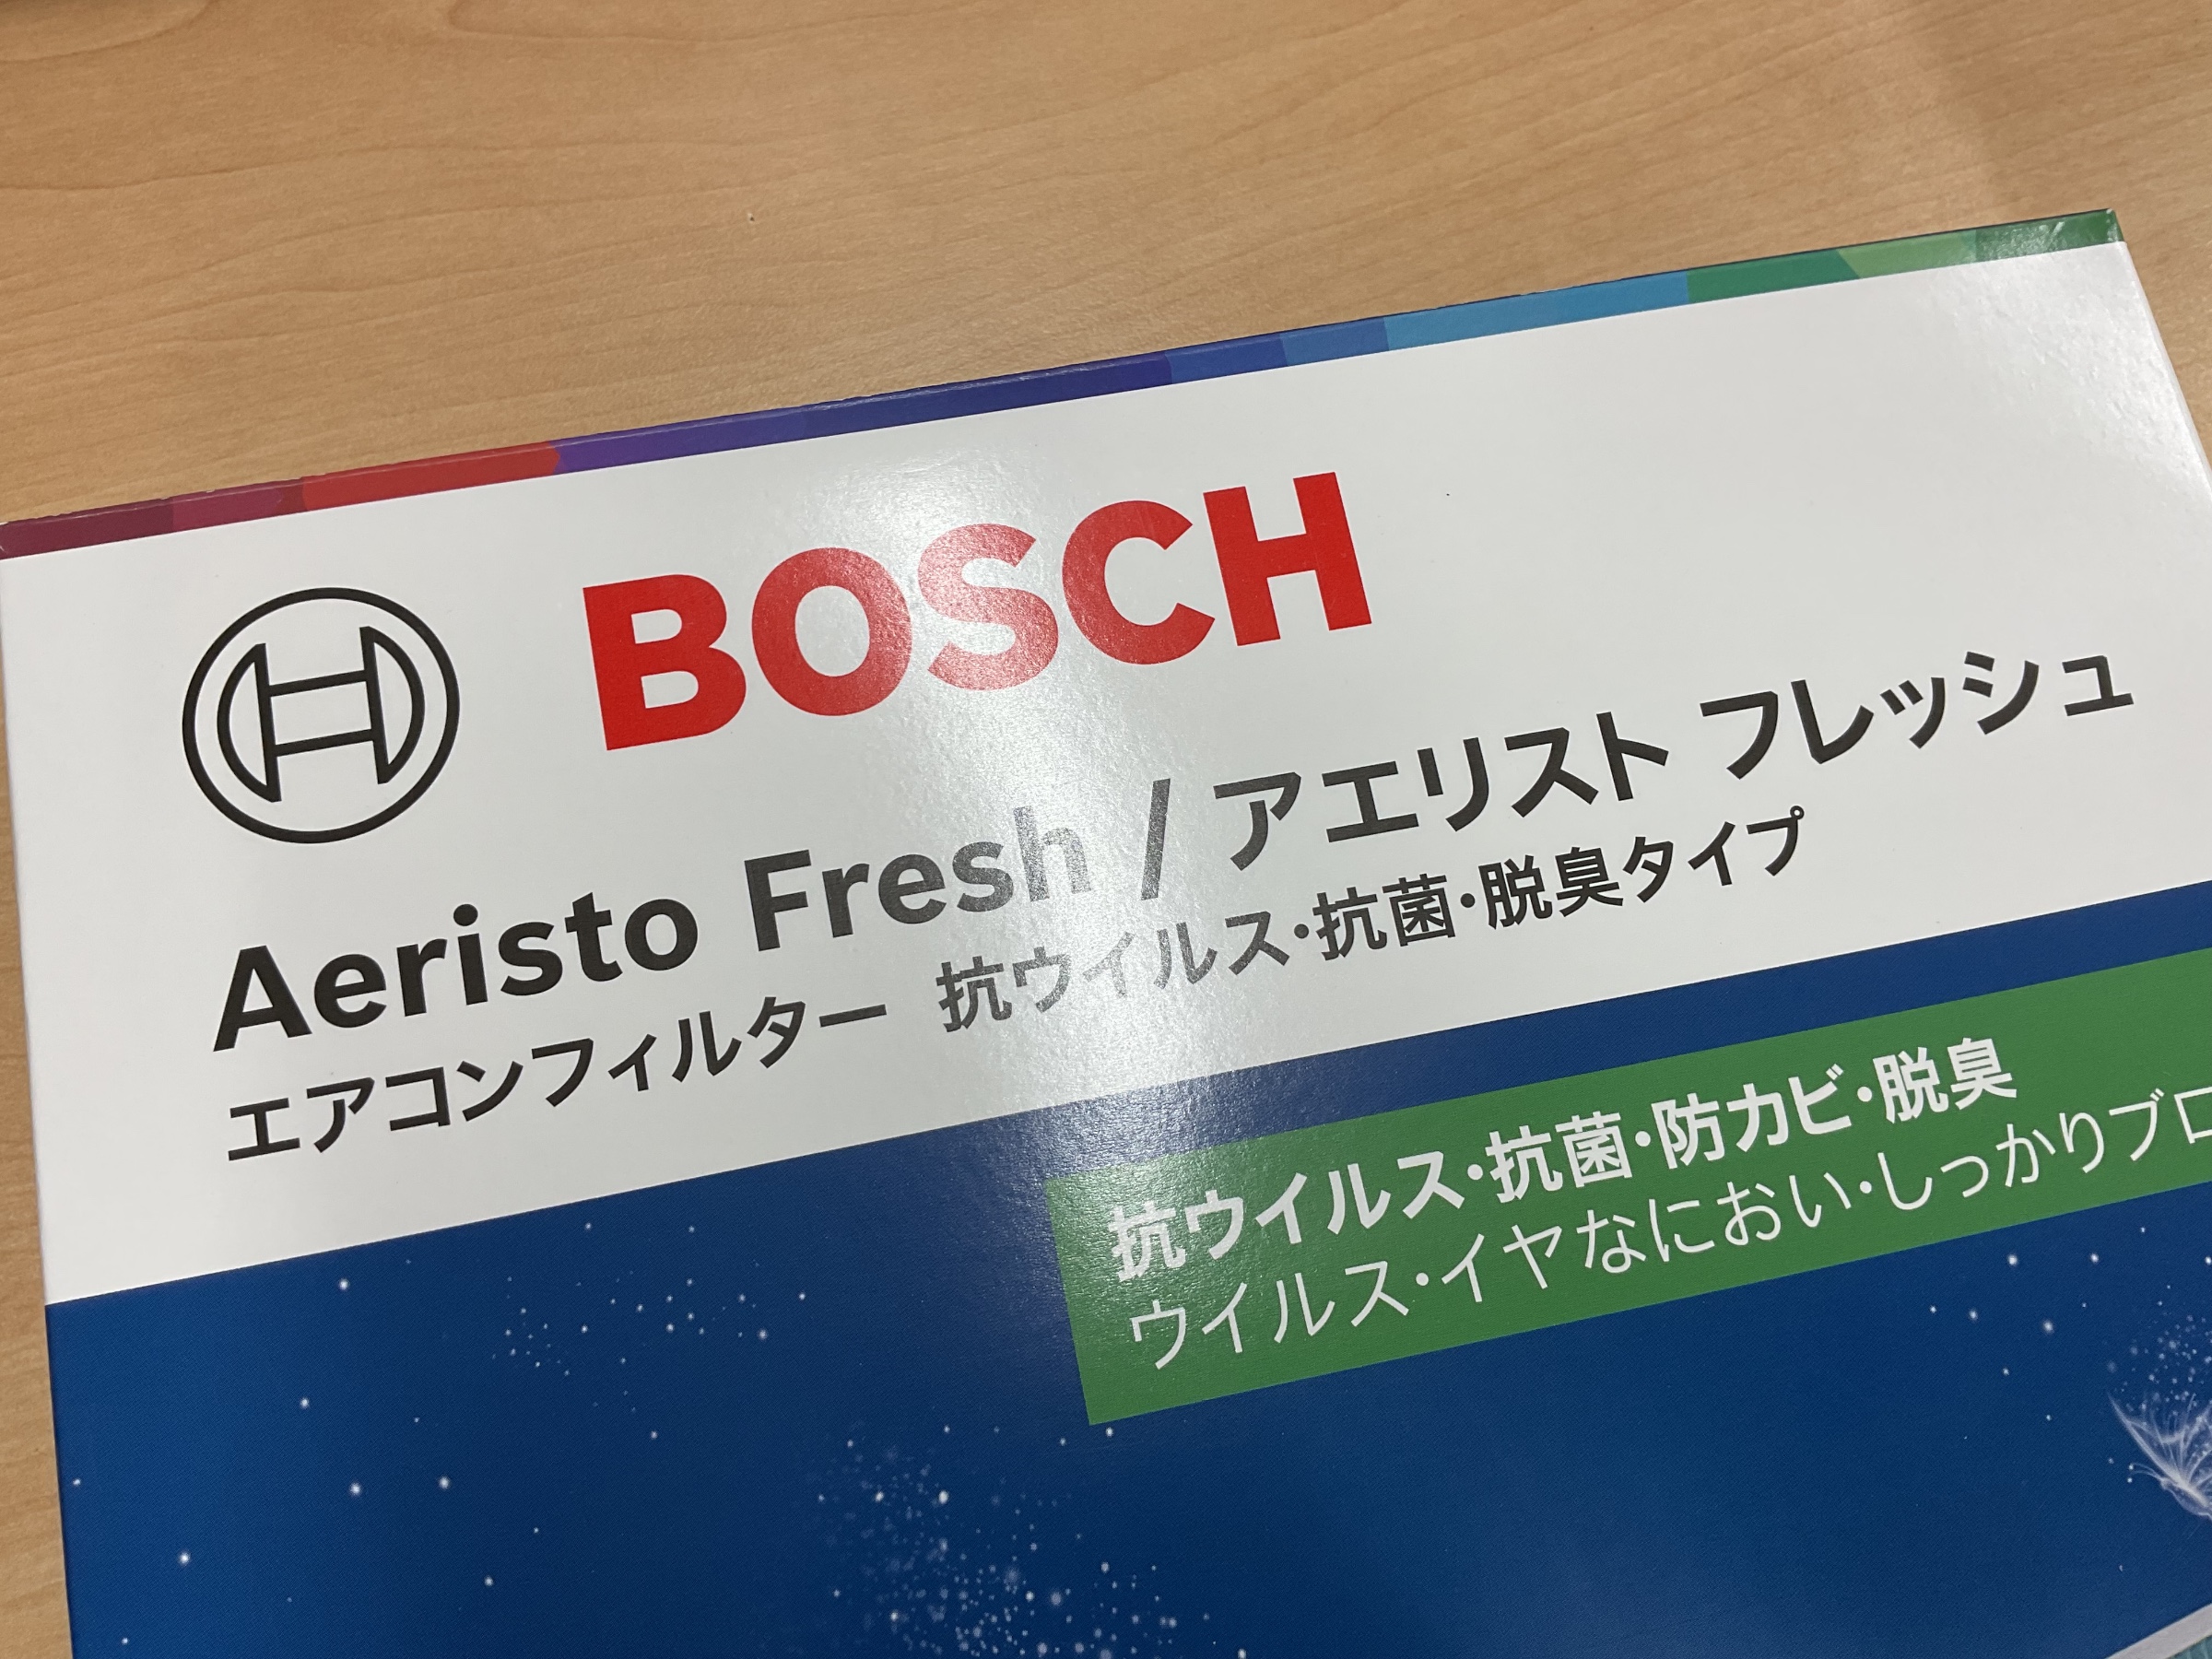 BOSCH
Aeristo Fresh / アエリスト フレッシュ
エアコンフィルター 抗ウイルス・抗菌・脱臭タイプ
抗ウイルス・抗菌・防カビ・脱臭
ウイルス・イヤなにおい・しっかりブロ